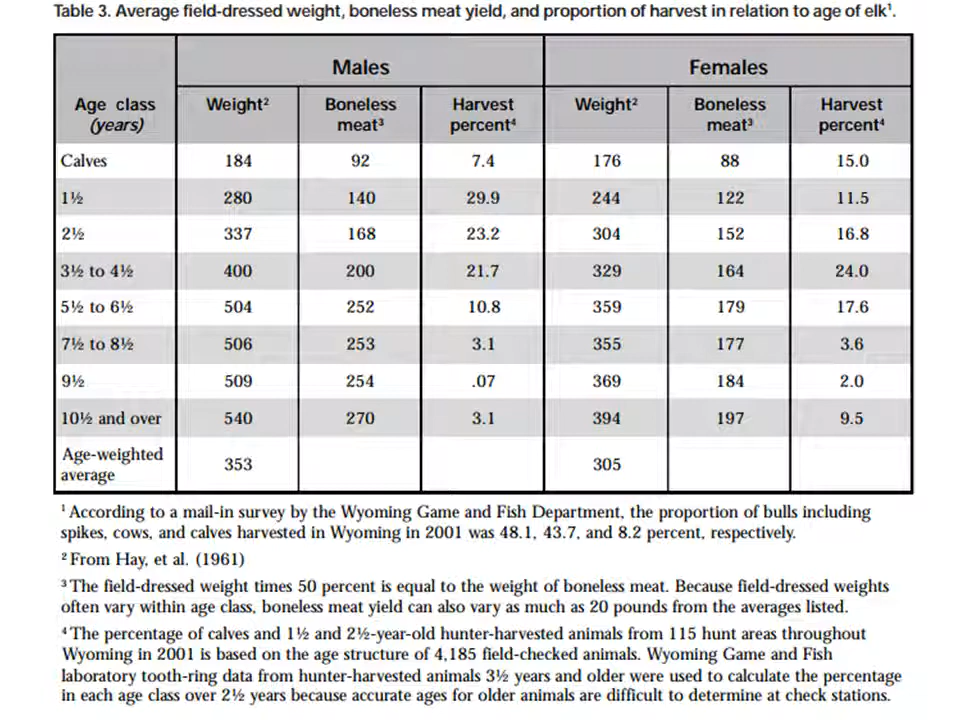 Table 3. Average field-dressed weight, boneless meat yield, and proportion of harvest in relation to age of elk¹.
Males Females
Age class (years) Weight² Boneless meat³ Harvest percent⁴ Weight² Boneless meat³ Harvest percent⁴
Calves 184 92 7.4 176 88 15.0
1½ 280 140 29.9 244 122 11.5
2½ 337 168 23.2 304 152 16.8
3½ to 4½ 400 200 21.7 329 164 24.0
5½ to 6½ 504 252 10.8 359 179 17.6
7½ to 8½ 506 253 3.1 355 177 3.6
9½ 509 254 .07 369 184 2.0
10½ and over 540 270 3.1 394 197 9.5
Age-weighted average 353 305
¹ According to a mail-in survey by the Wyoming Game and Fish Department, the proportion of bulls including
spikes, cows, and calves harvested in Wyoming in 2001 was 48.1, 43.7, and 8.2 percent, respectively.
² From Hay, et al. (1961)
³ The field-dressed weight times 50 percent is equal to the weight of boneless meat. Because field-dressed weights
often vary within age class, boneless meat yield can also vary as much as 20 pounds from the averages listed.
⁴ The percentage of calves and 1½ and 2½-year-old hunter-harvested animals from 115 hunt areas throughout
Wyoming in 2001 is based on the age structure of 4,185 field-checked animals. Wyoming Game and Fish
laboratory tooth-ring data from hunter-harvested animals 3½ years and older were used to calculate the percentage
in each age class over 2½ years because accurate ages for older animals are difficult to determine at check stations.